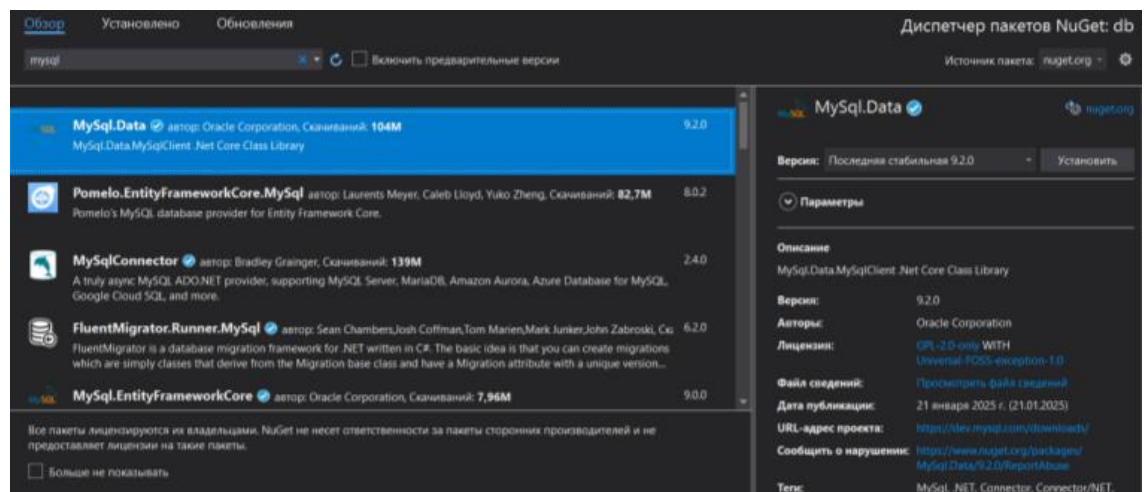 Обзор Установлено Обновления
Диспетчер пакетов NuGet: db
mysql
Включить предварительные версии
Источник пакета: nuget.org
MySql.Data автор: Oracle Corporation, Скачиваний: 104M 9.2.0
MySql.Data.MySqlClient .Net Core Class Library
Pomelo.EntityFrameworkCore.MySql автор: Laurents Meyer, Caleb Lloyd, Yuko Zheng, Скачиваний: 82,7M 8.0.2
Pomelo's MySQL database provider for Entity Framework Core.
MySqlConnector автор: Bradley Grainger, Скачиваний: 139M 2.4.0
A truly async MySQL ADO.NET provider, supporting MySQL Server, MariaDB, Amazon Aurora, Azure Database for MySQL,
Google Cloud SQL, and more.
FluentMigrator.Runner.MySql автор: Sean Chambers,Josh Coffman,Tom Marien,Mark Junker,John Zabroski, Ск 6.2.0
FluentMigrator is a database migration framework for .NET written in C#. The basic idea is that you can create migrations
which are simply classes that derive from the Migration base class and have a Migration attribute with a unique version...
MySql.EntityFrameworkCore автор: Oracle Corporation, Скачиваний: 7,96M 9.0.0
Все пакеты лицензируются их владельцами. NuGet не несет ответственности за пакеты сторонних производителей и не
предоставляет лицензии на такие пакеты.
Больше не показывать
MySql.Data nuget.org
Версия: Последняя стабильная 9.2.0 Установить
Параметры
Описание
MySql.Data.MySqlClient .Net Core Class Library
Версия: 9.2.0
Авторы: Oracle Corporation
Лицензия: GPL-2.0-only WITH
Universal-FOSS-exception-1.0
Файл сведений: Просмотреть файл сведений
Дата публикации: 21 января 2025 г. (21.01.2025)
URL-адрес проекта: https://dev.mysql.com/downloads/
Сообщить о нарушении: https://www.nuget.org/packages/
MySql.Data/9.2.0/ReportAbuse
Теги: MySql, .NET, Connector, Connector/NET,